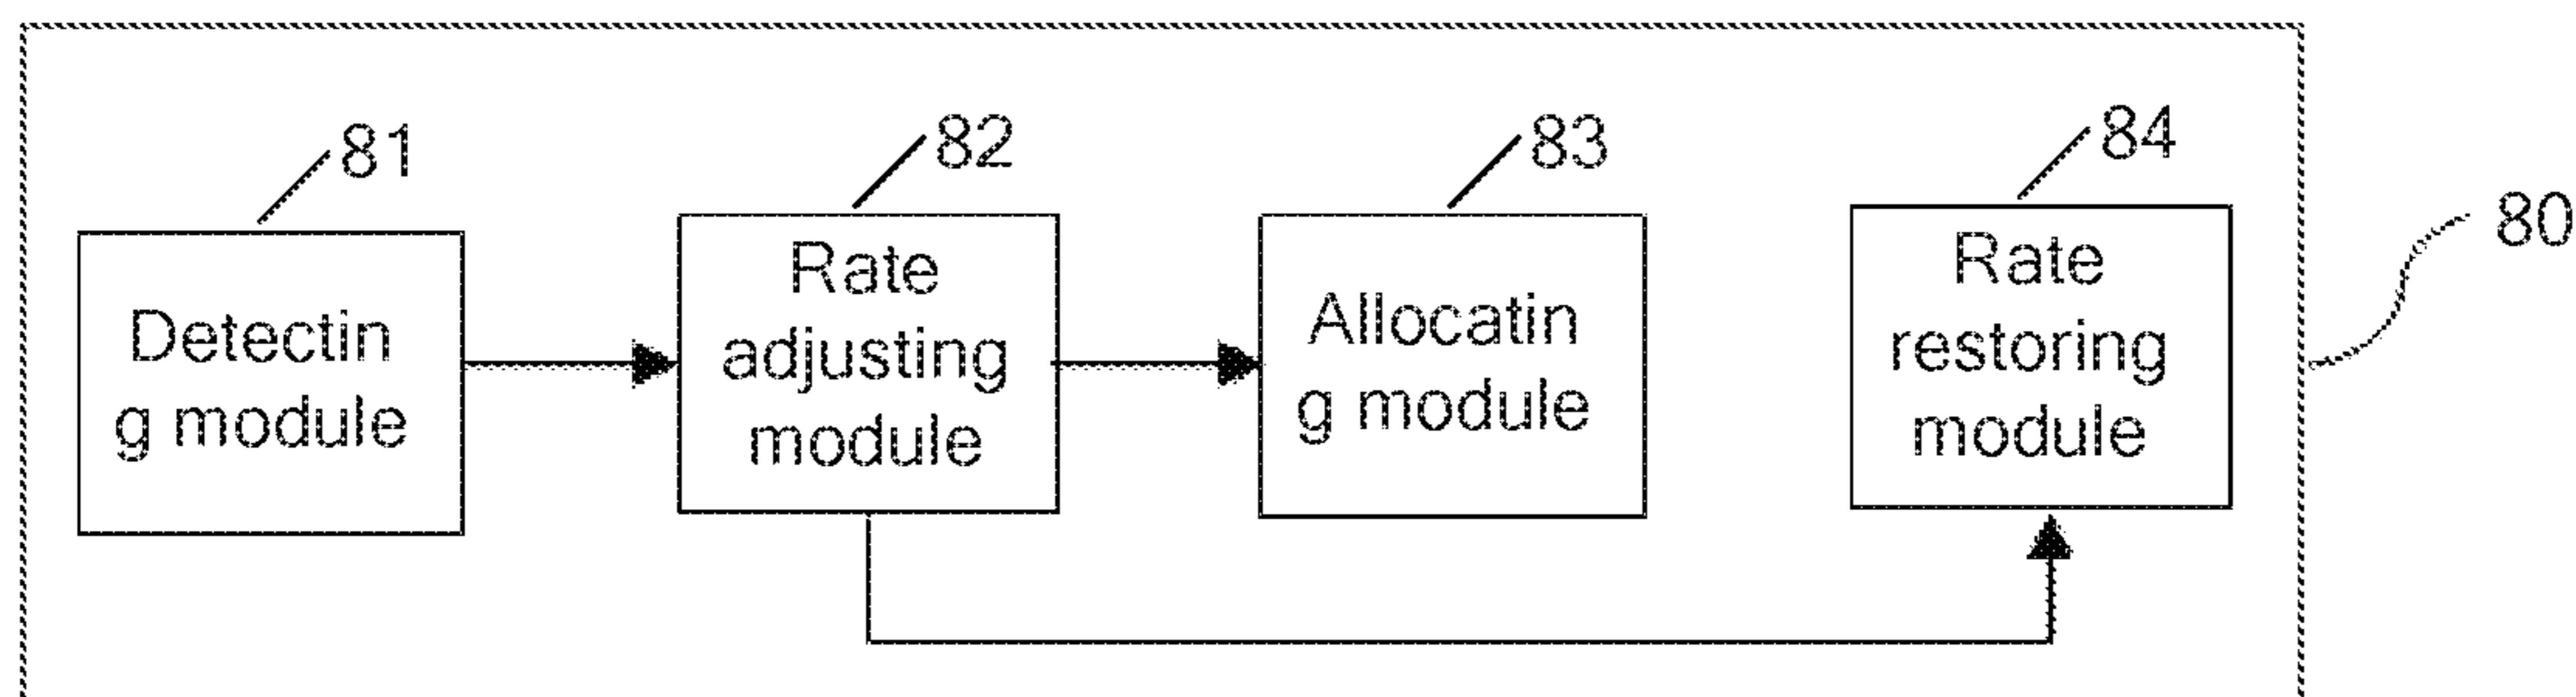 81
82
83
84
80
Detectin
g module
Rate
adjusting
module
Allocatin
g module
Rate
restoring
module